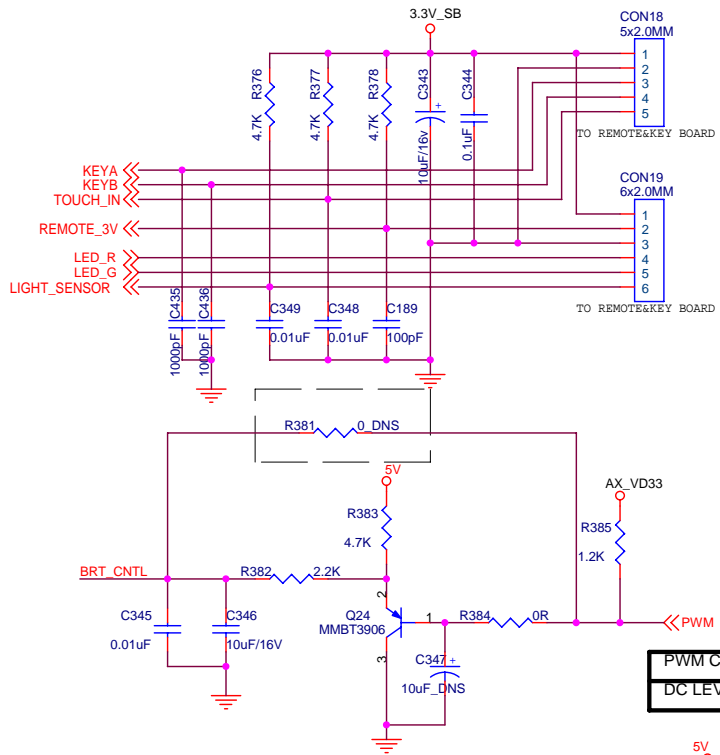 3.3V_SB
CON18
5x2.0MM
R376
4.7K
R377
4.7K
R378
4.7K
C343
+
10uF/16v
C344
0.1uF
1
2
3
4
5
TO REMOTE&KEY BOARD
KEYA
KEYB
TOUCH_IN
REMOTE_3V
LED_R
LED_G
LIGHT_SENSOR
CON19
6x2.0MM
1
2
3
4
5
6
TO REMOTE&KEY BOARD
C435
1000pF
C436
1000pF
C349
0.01uF
C348
0.01uF
C189
100pF
R381
0_DNS
5V
AX_VD33
R383
4.7K
R385
1.2K
BRT_CNTL
R382
2.2K
C345
0.01uF
C346
10uF/16V
2
Q24
MMBT3906
1
3
R384
0R
PWM
C347
+
10uF_DNS
PWM C
DC LEV
5V